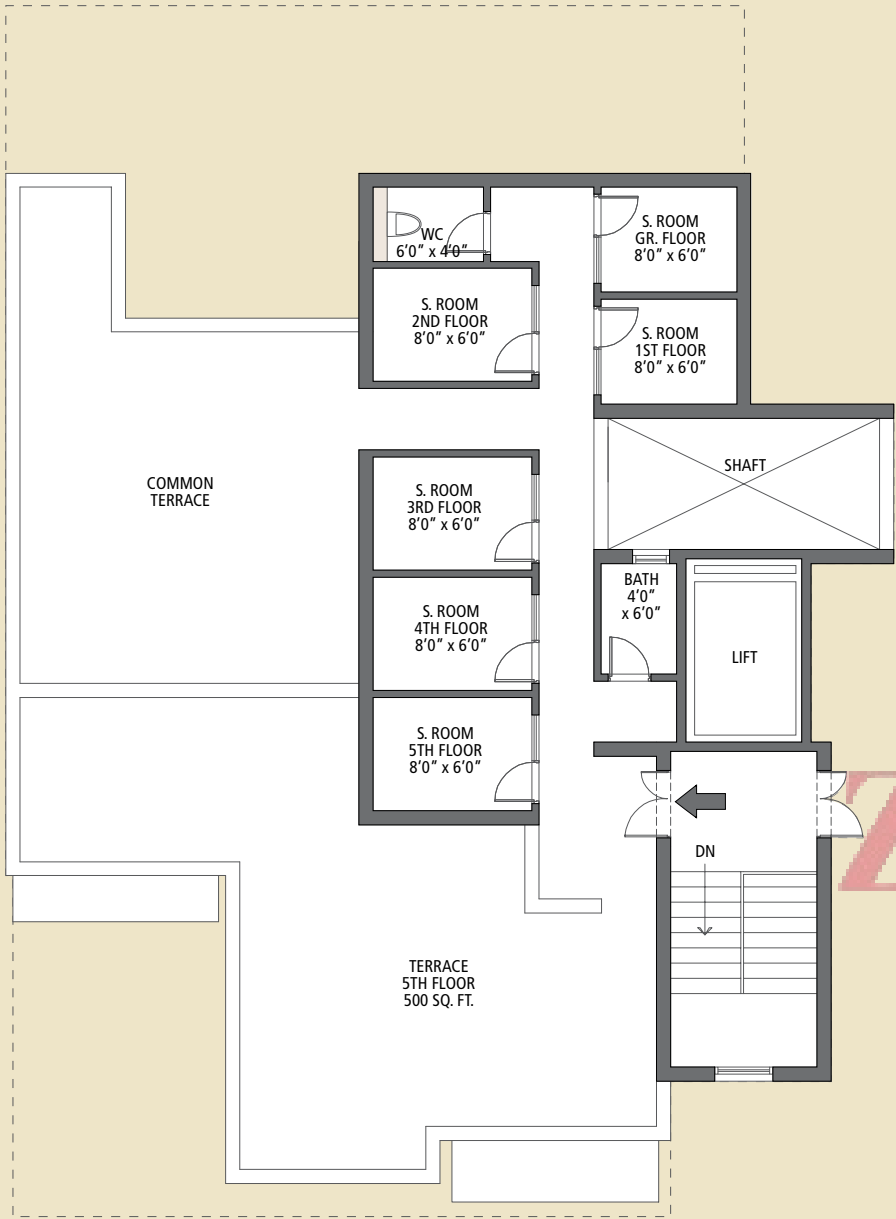 WC
6'0" x 4'0"
S. ROOM
GR. FLOOR
8'0" x 6'0"
S. ROOM
2ND FLOOR
8'0" x 6'0"
S. ROOM
1ST FLOOR
8'0" x 6'0"
COMMON
TERRACE
SHAFT
S. ROOM
3RD FLOOR
8'0" x 6'0"
BATH
4'0"
x 6'0"
S. ROOM
4TH FLOOR
8'0" x 6'0"
LIFT
S. ROOM
5TH FLOOR
8'0" x 6'0"
Z
DN
TERRACE
5TH FLOOR
500 SQ. FT.